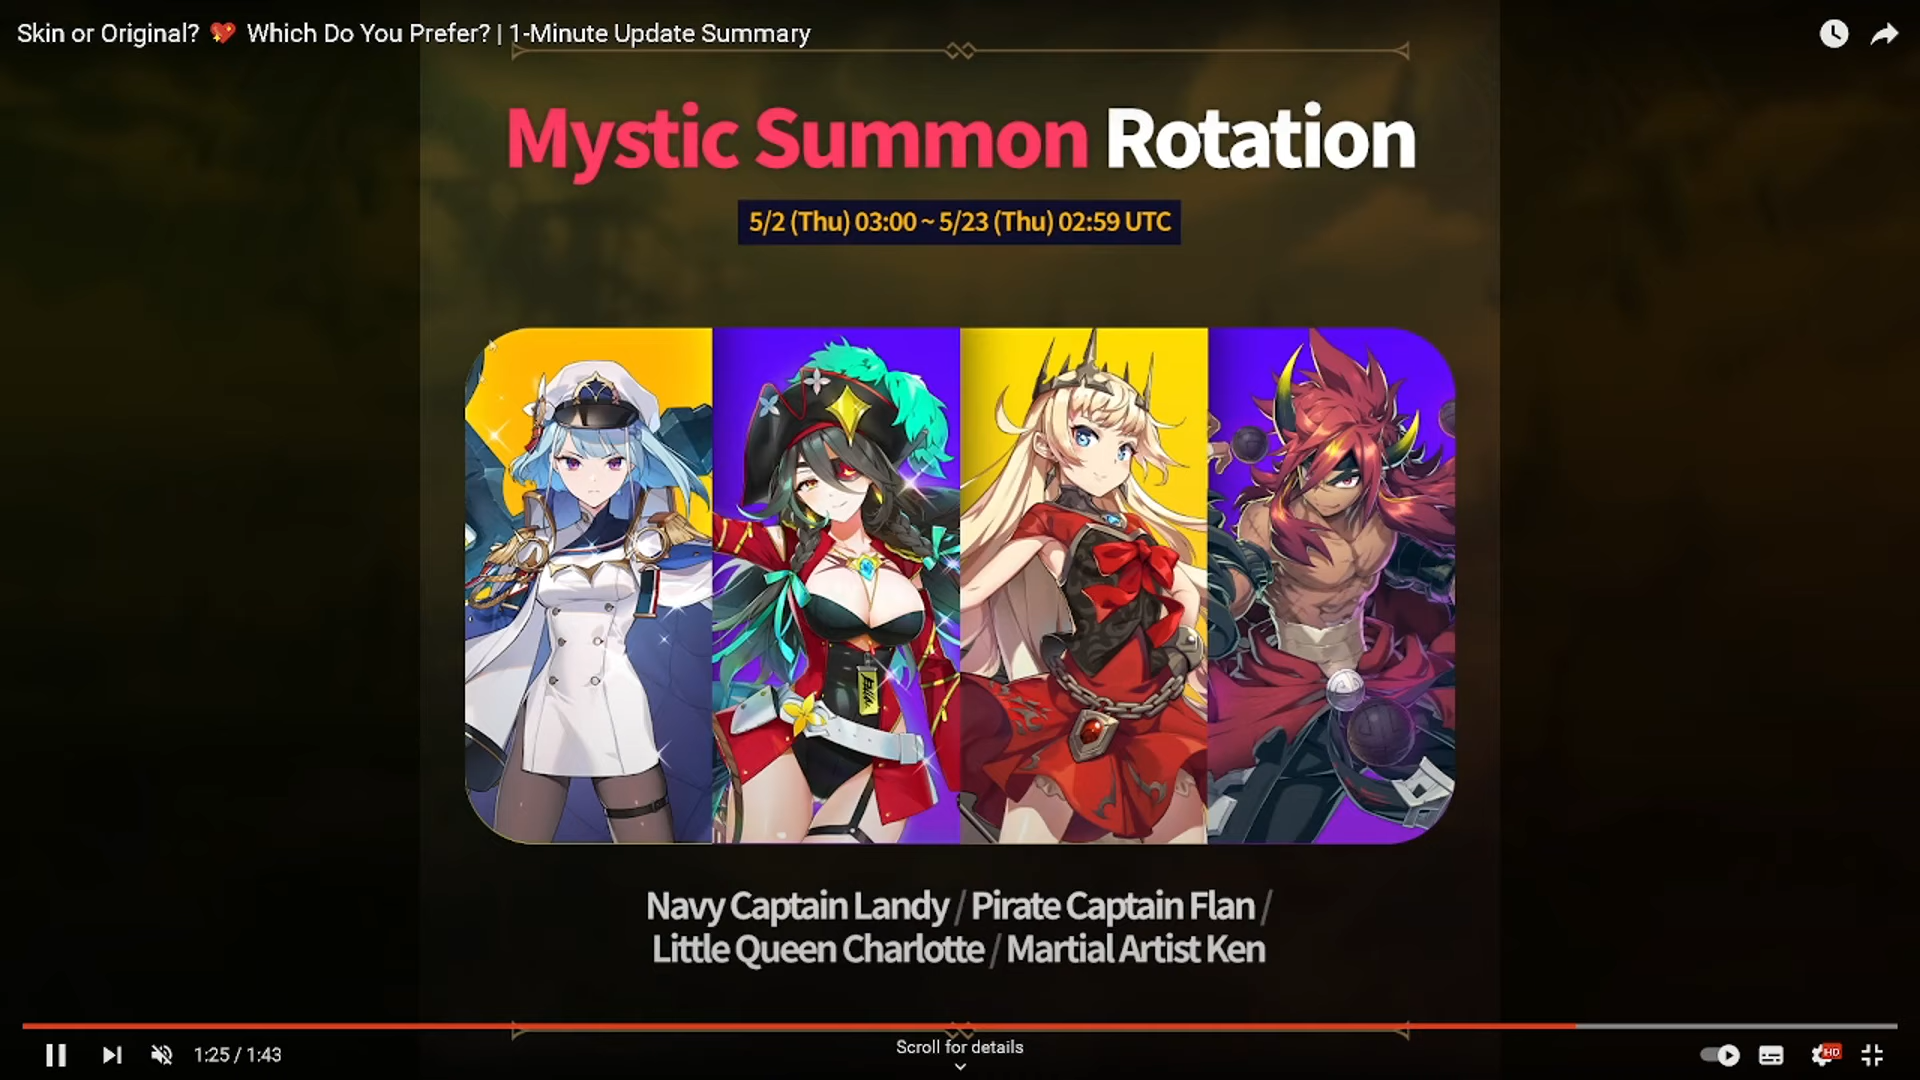 Skin or Original? 💖 Which Do You Prefer? | 1-Minute Update Summary
Mystic Summon Rotation
5/2 (Thu) 03:00 ~ 5/23 (Thu) 02:59 UTC
Navy Captain Landy / Pirate Captain Flan /
Little Queen Charlotte / Martial Artist Ken
1:25 / 1:43
Scroll for details
HD